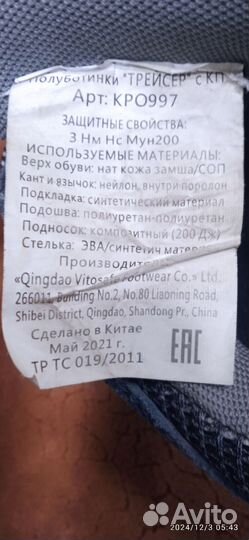 Полуботинки "ТРЕЙСЕР" с КП
Арт: КРО997
ЗАЩИТНЫЕ СВОЙСТВА:
З Нм Нс Мун200
ИСПОЛЬЗУЕМЫЕ МАТЕРИАЛЫ:
Верх обуви: нат кожа замша/СОП
Кант и язычок: нейлон, внутри поролон
Подкладка: синтетический материал
Подошва: полиуретан-полиуретан
Подносок: композитный (200 Дж)
Стелька: ЭВА/синтетич матери
Производитель
«Qingdao Vitosafe Footwear Co.» Ltd.
266011, Building No.2, No.80 Liaoning Road,
Shibei District, Qingdao, Shandong Pr., China
Сделано в Китае
Май 2021 г.
ТР ТС 019/2011
EAC
2024/12/3 05:43
Avito